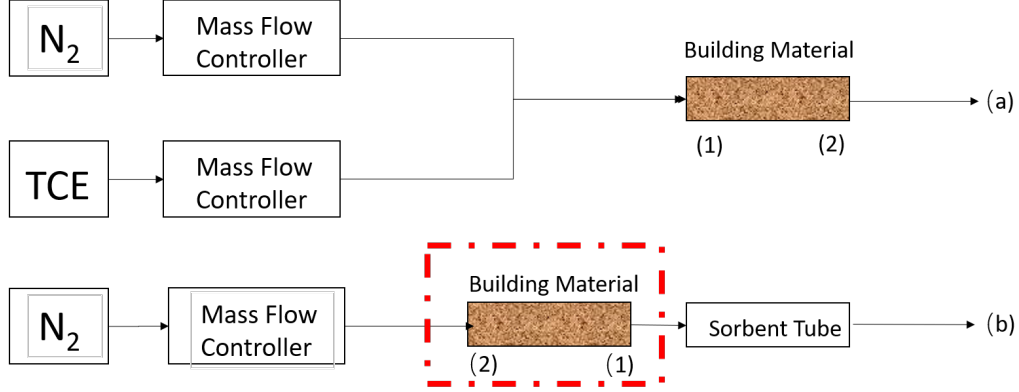 N2
Mass Flow
Controller
Building Material
(a)
(1)
(2)
TCE
Mass Flow
Controller
N2
Mass Flow
Controller
Building Material
(2)
(1)
Sorbent Tube
(b)